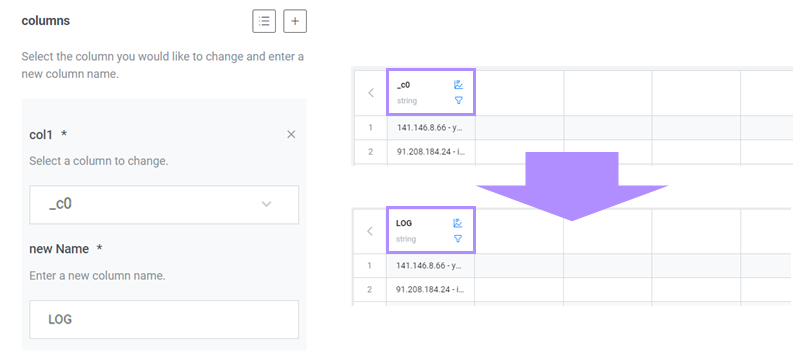 columns
Select the column you would like to change and enter a
new column name.
col1 *
Select a column to change.
_c0
new Name *
Enter a new column name.
LOG
_c0
string
1 141.146.8.66 - y...
2 91.208.184.24 - i...
LOG
string
1 141.146.8.66 - y...
2 91.208.184.24 - i...